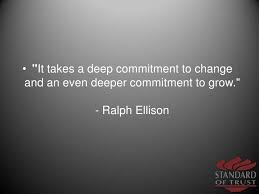 • "It takes a deep commitment to change
and an even deeper commitment to grow."
- Ralph Ellison
STANDARD
OF TRUST